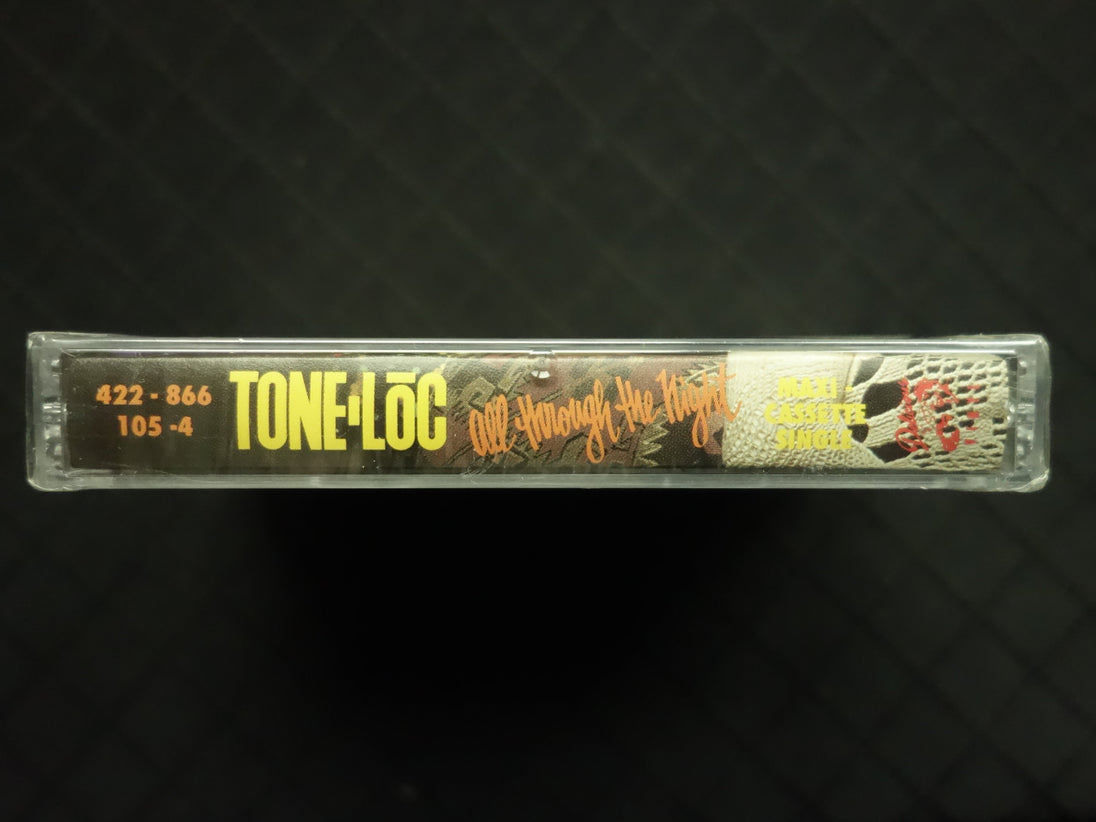 422 - 866
105 -4
TONE-LŌC
all through the Night
MAXI -
CASSETTE
SINGLE